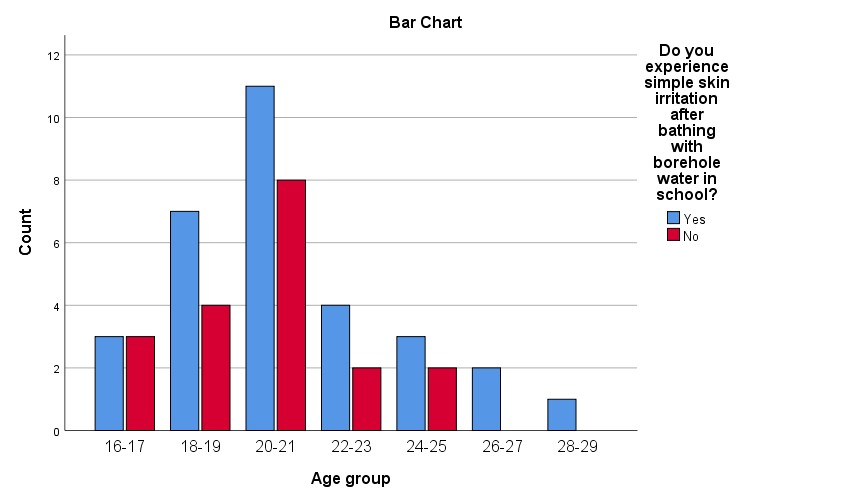 Bar Chart
Do you
experience
simple skin
irritation
after
bathing
with
borehole
water in
school?
Yes
No
Count
12
10
8
6
4
2
0
16-17
18-19
20-21
22-23
24-25
26-27
28-29
Age group